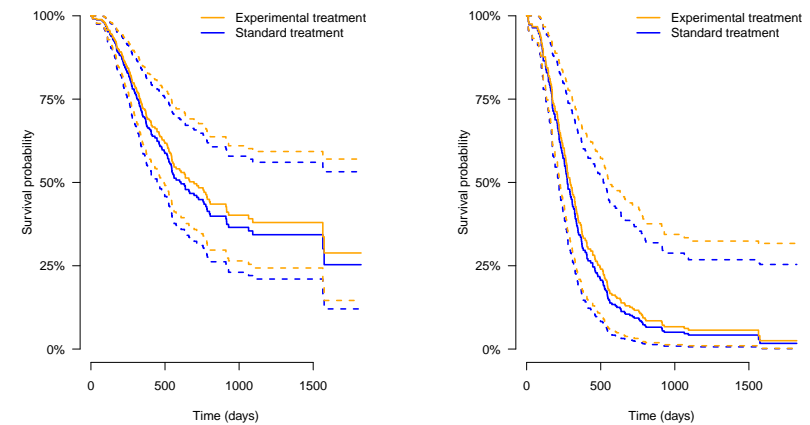 Experimental treatment
Standard treatment
100%
75%
50%
25%
0%
Survival probability
0 500 1000 1500
Time (days)
Experimental treatment
Standard treatment
100%
75%
50%
25%
0%
Survival probability
0 500 1000 1500
Time (days)